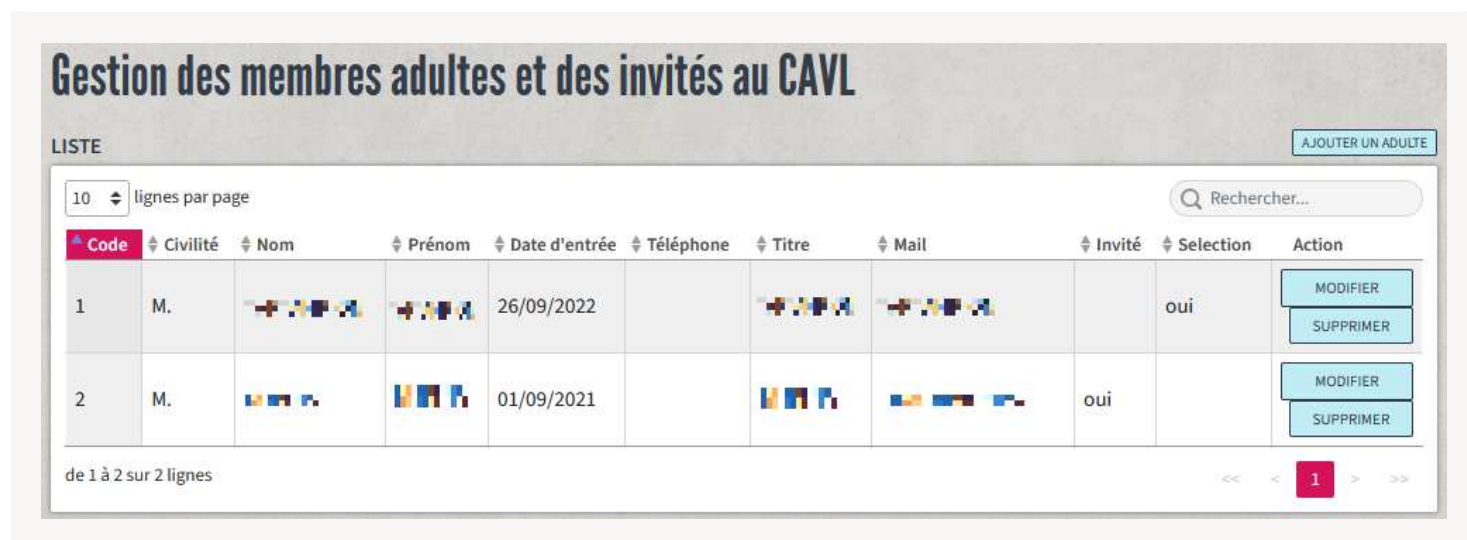 Gestion des membres adultes et des invités au CAVL
LISTE
AJOUTER UN ADULTE
10 lignes par page
Rechercher...
Code Civilité Nom Prénom Date d'entrée Téléphone Titre Mail Invité Selection Action
1 M. 26/09/2022 oui
MODIFIER
SUPPRIMER
2 M. 01/09/2021 oui
MODIFIER
SUPPRIMER
de 1 à 2 sur 2 lignes
<< < 1 > >>